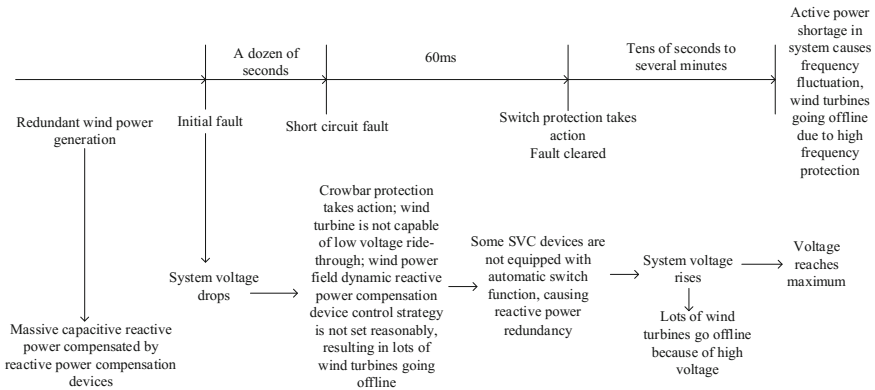 A dozen of
seconds
60ms
Tens of seconds to
several minutes
Active power
shortage in
system causes
frequency
fluctuation,
wind turbines
going offline
due to high
frequency
protection
Redundant wind power
generation
Initial fault
Short circuit fault
Switch protection takes
action
Fault cleared
Massive capacitive reactive
power compensated by
reactive power compensation
devices
System voltage
drops
Crowbar protection
takes action; wind
turbine is not capable
of low voltage ride-
through; wind power
field dynamic reactive
power compensation
device control strategy
is not set reasonably,
resulting in lots of
wind turbines going
offline
Some SVC devices are
not equipped with
automatic switch
function, causing
reactive power
redundancy
System voltage
rises
Voltage
reaches
maximum
Lots of wind
turbines go offline
because of high
voltage